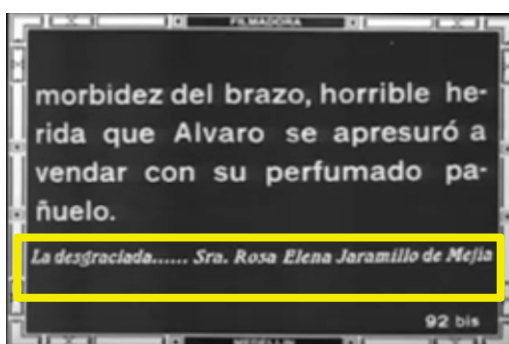 FILMADORA
morbidez del brazo, horrible he-
rida que Alvaro se apresuró a
vendar con su perfumado pa-
ñuelo.
La desgraciada...... Sra. Rosa Elena Jaramillo de Mejía
92 bis
MEDELLIN